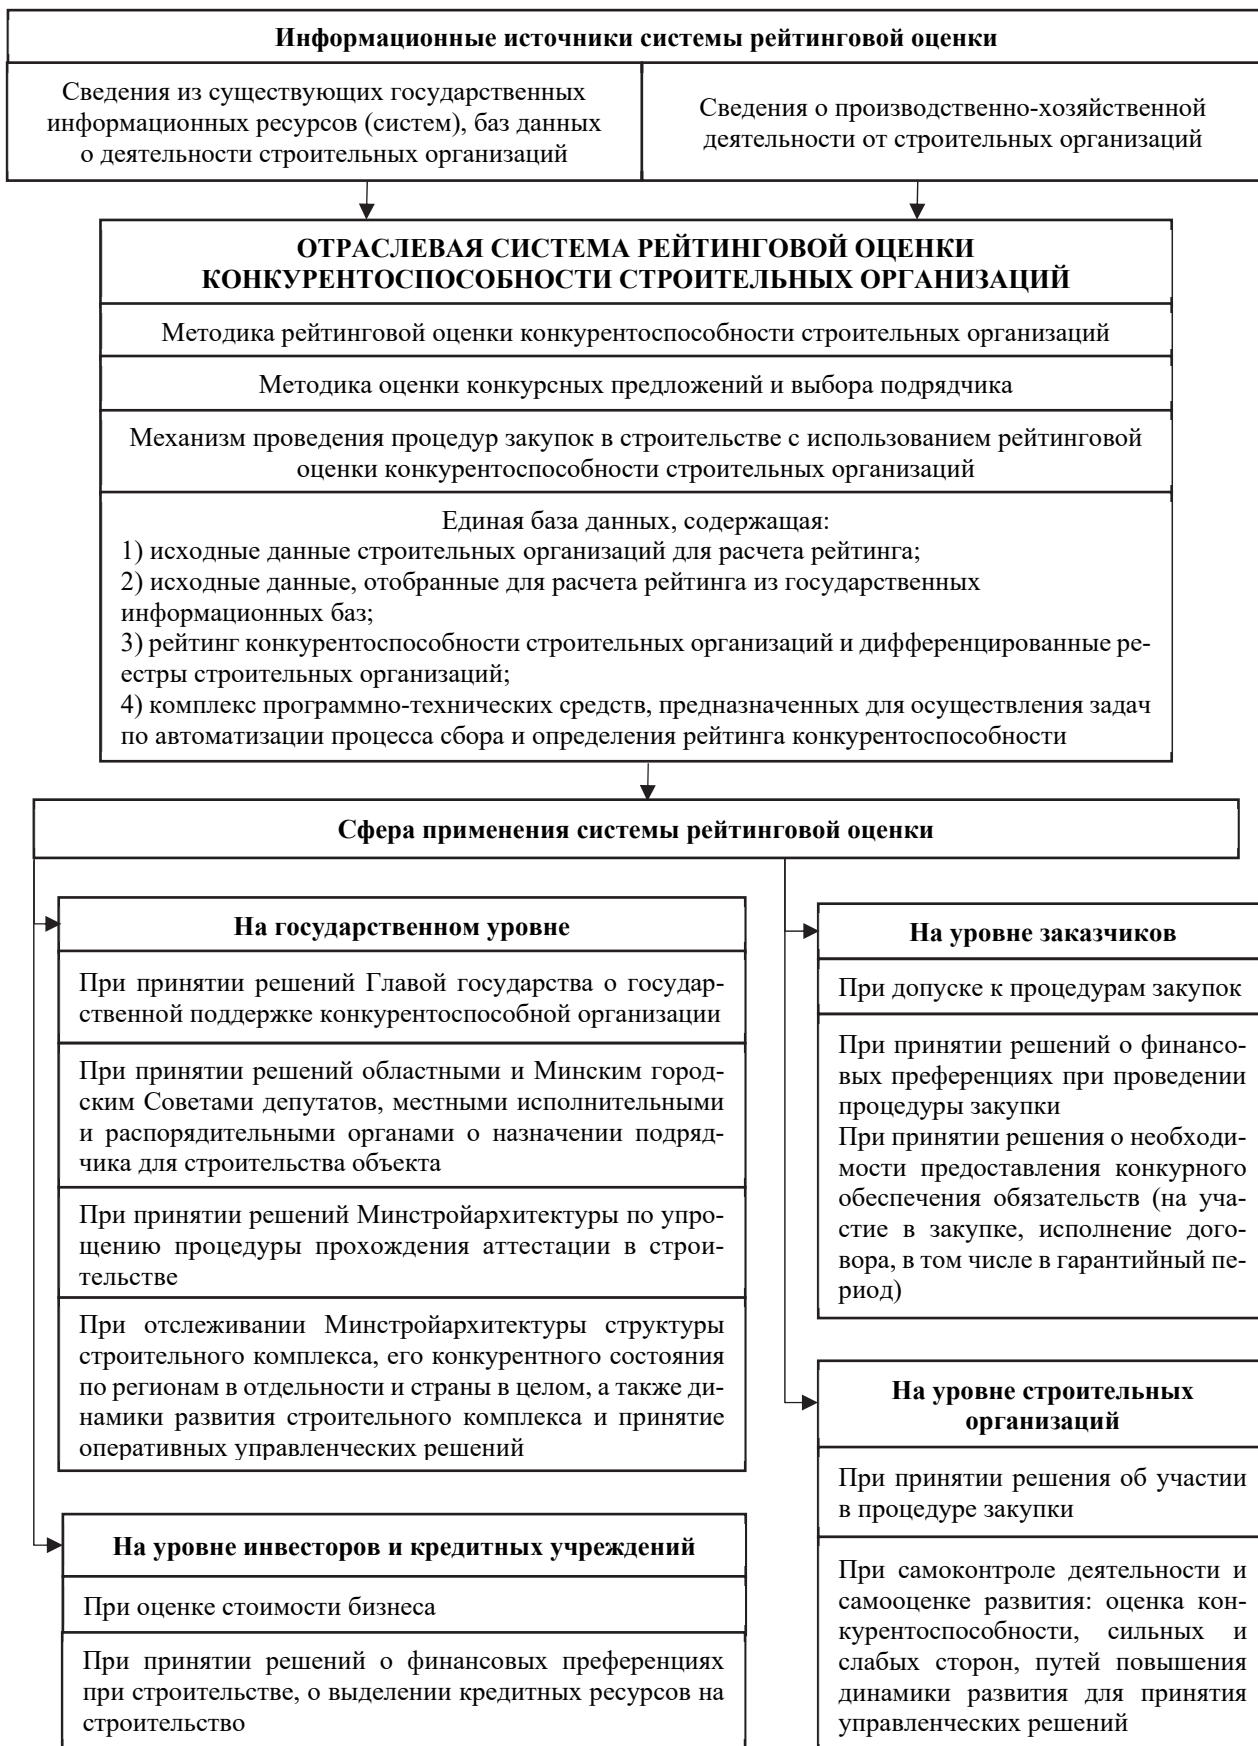 Информационные источники системы рейтинговой оценки
Сведения из существующих государственных
информационных ресурсов (систем), баз данных
о деятельности строительных организаций
Сведения о производственно-хозяйственной
деятельности от строительных организаций
ОТРАСЛЕВАЯ СИСТЕМА РЕЙТИНГОВОЙ ОЦЕНКИ
КОНКУРЕНТОСПОСОБНОСТИ СТРОИТЕЛЬНЫХ ОРГАНИЗАЦИЙ
Методика рейтинговой оценки конкурентоспособности строительных организаций
Методика оценки конкурсных предложений и выбора подрядчика
Механизм проведения процедур закупок в строительстве с использованием рейтинговой
оценки конкурентоспособности строительных организаций
Единая база данных, содержащая:
1) исходные данные строительных организаций для расчета рейтинга;
2) исходные данные, отобранные для расчета рейтинга из государственных
информационных баз;
3) рейтинг конкурентоспособности строительных организаций и дифференцированные ре-
естры строительных организаций;
4) комплекс программно-технических средств, предназначенных для осуществления задач
по автоматизации процесса сбора и определения рейтинга конкурентоспособности
Сфера применения системы рейтинговой оценки
На государственном уровне
При принятии решений Главой государства о государ-
ственной поддержке конкурентоспособной организации
При принятии решений областными и Минским город-
ским Советами депутатов, местными исполнительными
и распорядительными органами о назначении подряд-
чика для строительства объекта
При принятии решений Минстройархитектуры по упро-
щению процедуры прохождения аттестации в строи-
тельстве
При отслеживании Минстройархитектуры структуры
строительного комплекса, его конкурентного состояния
по регионам в отдельности и страны в целом, а также ди-
намики развития строительного комплекса и принятие
оперативных управленческих решений
На уровне инвесторов и кредитных учреждений
При оценке стоимости бизнеса
При принятии решений о финансовых преференциях
при строительстве, о выделении кредитных ресурсов на
строительство
На уровне заказчиков
При допуске к процедурам закупок
При принятии решений о финансо-
вых преференциях при проведении
процедуры закупки
При принятии решения о необходи-
мости предоставления конкурного
обеспечения обязательств (на уча-
стие в закупке, исполнение дого-
вора, в том числе в гарантийный пе-
риод)
На уровне строительных
организаций
При принятии решения об участии
в процедуре закупки
При самоконтроле деятельности и
самооценке развития: оценка кон-
курентоспособности, сильных и
слабых сторон, путей повышения
динамики развития для принятия
управленческих решений